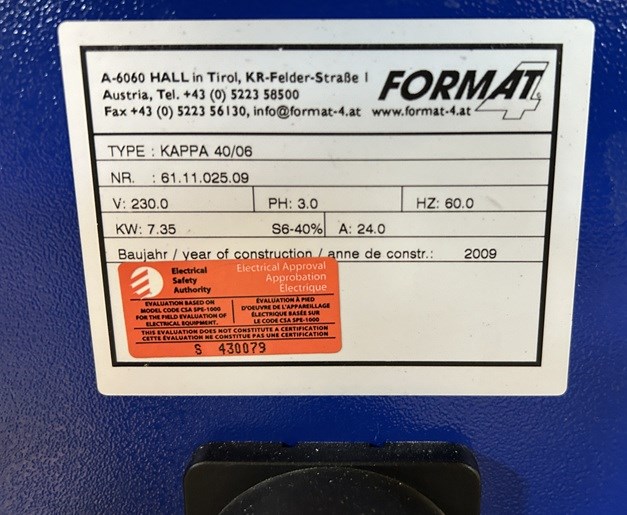 A-6060 HALL in Tirol, KR-Felder-Straße 1
Austria, Tel. +43 (0) 5223 58500
Fax +43 (0) 5223 56130, info@format-4.at www.format-4.at
FORMAT 4
TYPE : KAPPA 40/06
NR. : 61.11.025.09
V: 230.0 PH: 3.0 HZ: 60.0
KW: 7.35 S6-40% A: 24.0
Baujahr / year of construction / anne de constr.: 2009
Electrical
Safety
Authority
Electrical Approval
Approbation
Électrique
EVALUATION BASED ON
MODEL CODE CSA SPE-1000
FOR THE FIELD EVALUATION OF
ELECTRICAL EQUIPMENT.
ÉVALUATION À PIED
D'OEUVRE DE L'APPAREILLAGE
ÉLECTRIQUE BASÉE SUR
LE CODE CSA SPE-1000
THIS EVALUATION DOES NOT CONSTITUTE A CERTIFICATION
CETTE ÉVALUATION NE CONSTITUE PAS UNE CERTIFICATION
S 430079